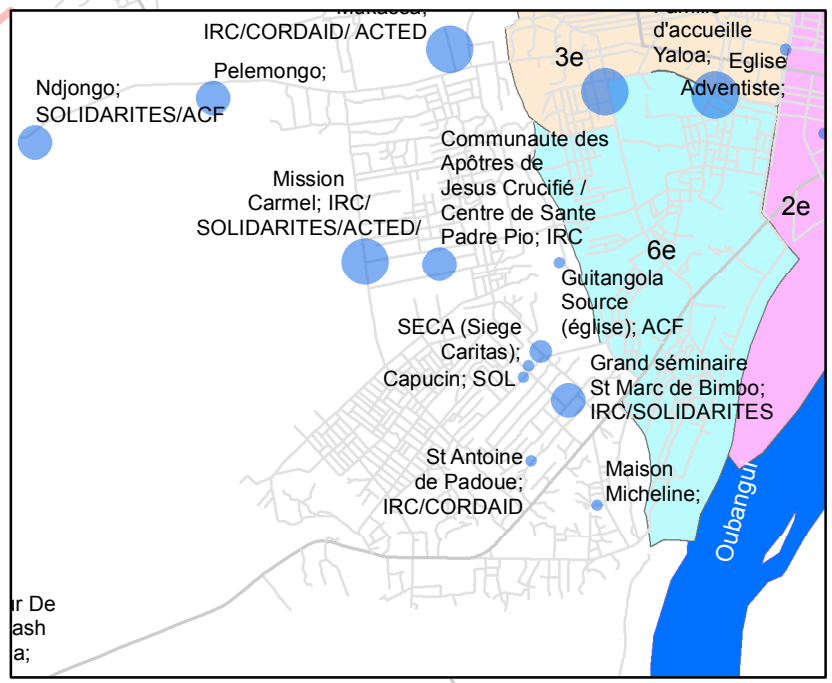 IRC/CORDAID/ ACTED
3e
d'accueille
Yaloa;
Eglise
Adventiste;
Ndjongo;
SOLIDARITES/ACF
Pelemongo;
Communaute des
Apôtres de
Jesus Crucifié /
Centre de Sante
Padre Pio; IRC
Mission
Carmel; IRC/
SOLIDARITES/ACTED/
2e
6e
Guitangola
Source
(église); ACF
SECA (Siege
Caritas);
Capucin; SOL
Grand séminaire
St Marc de Bimbo;
IRC/SOLIDARITES
St Antoine
de Padoue;
IRC/CORDAID
Maison
Micheline;
Oubangui
De
a;